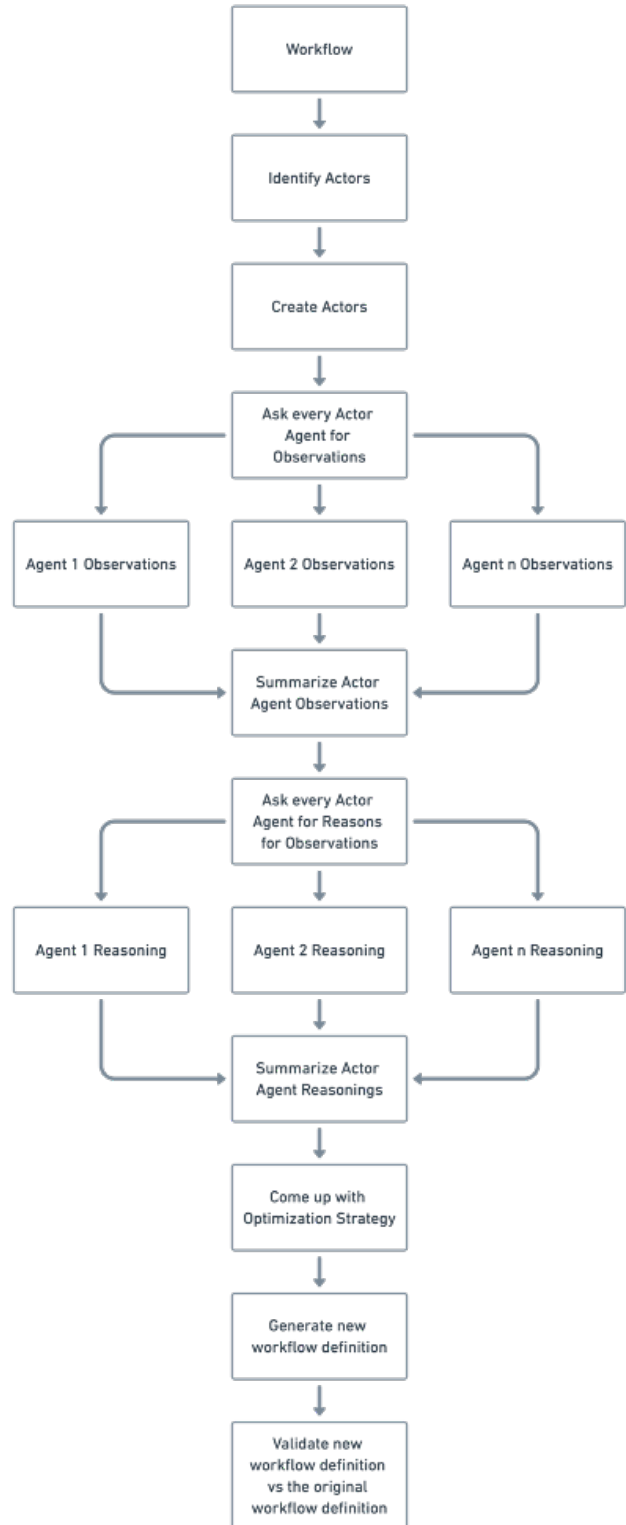 Workflow
Identify Actors
Create Actors
Ask every Actor
Agent for
Observations
Agent 1 Observations
Agent 2 Observations
Agent n Observations
Summarize Actor
Agent Observations
Ask every Actor
Agent for Reasons
for Observations
Agent 1 Reasoning
Agent 2 Reasoning
Agent n Reasoning
Summarize Actor
Agent Reasonings
Come up with
Optimization Strategy
Generate new
workflow definition
Validate new
workflow definition
vs the original
workflow definition